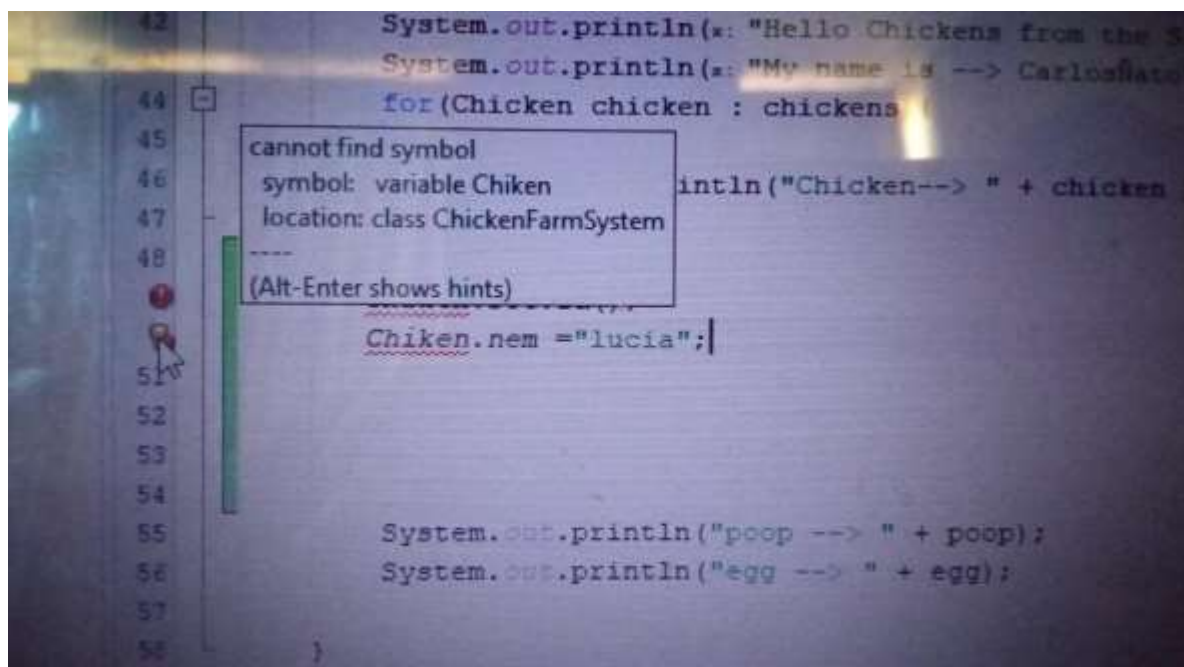 42 System.out.println(x: "Hello Chickens from the S
System.out.println(x: "My name is --> Carlos
44 for(Chicken chicken : chickens
45
cannot find symbol
46 symbol: variable Chiken intln("Chicken--> " + chicken
47 location: class ChickenFarmSystem
48 ----
(Alt-Enter shows hints)
Chiken.nem ="lucia";
51
52
53
54
55 System.out.println("poop --> " + poop);
56 System.out.println("egg --> " + egg);
57
58 }